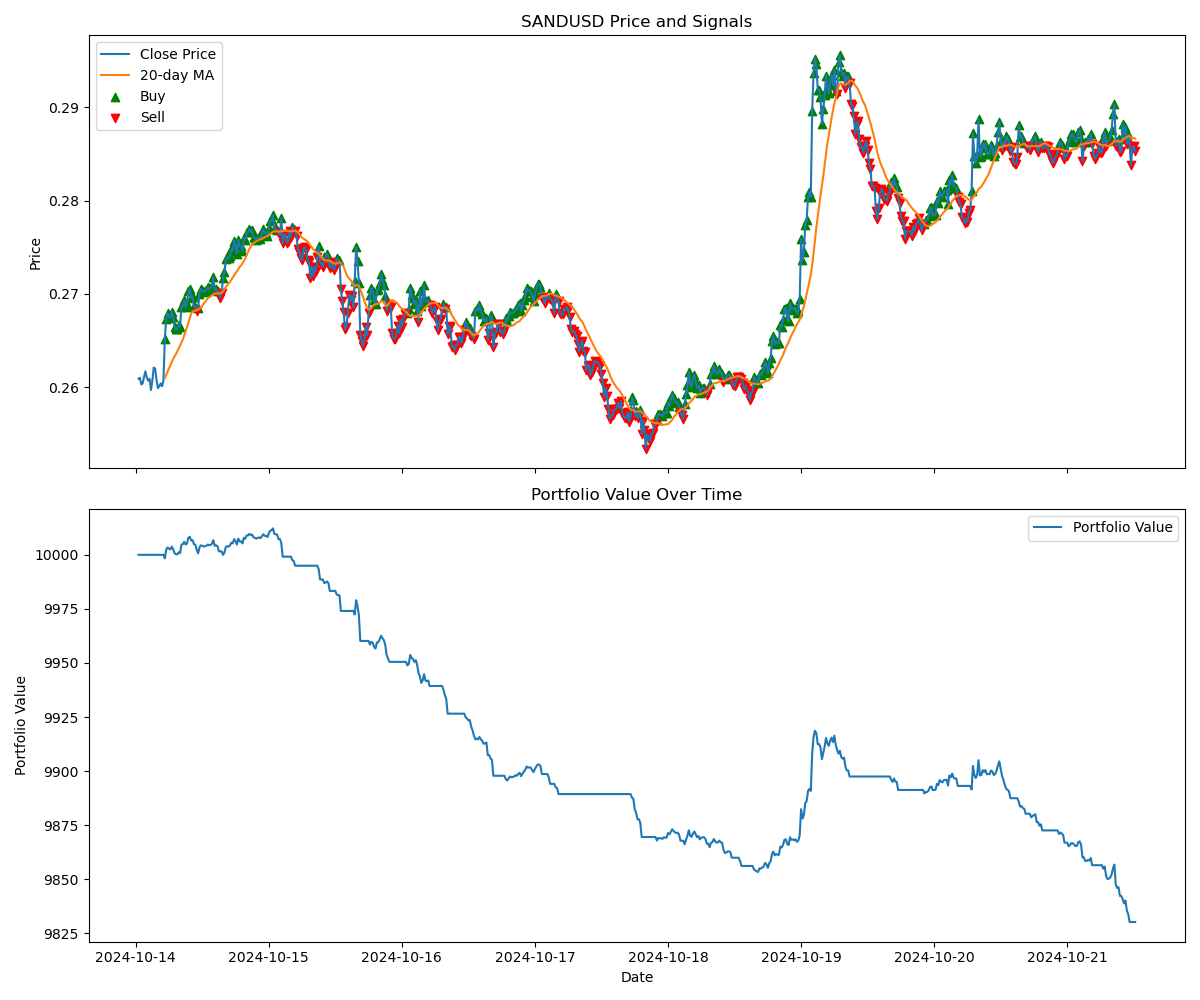 SANDUSD Price and Signals
Close Price
20-day MA
Buy
Sell
0.29
0.28
0.27
0.26
Price
Portfolio Value Over Time
Portfolio Value
10000
9975
9950
9925
9900
9875
9850
9825
Portfolio Value
2024-10-14 2024-10-15 2024-10-16 2024-10-17 2024-10-18 2024-10-19 2024-10-20 2024-10-21
Date